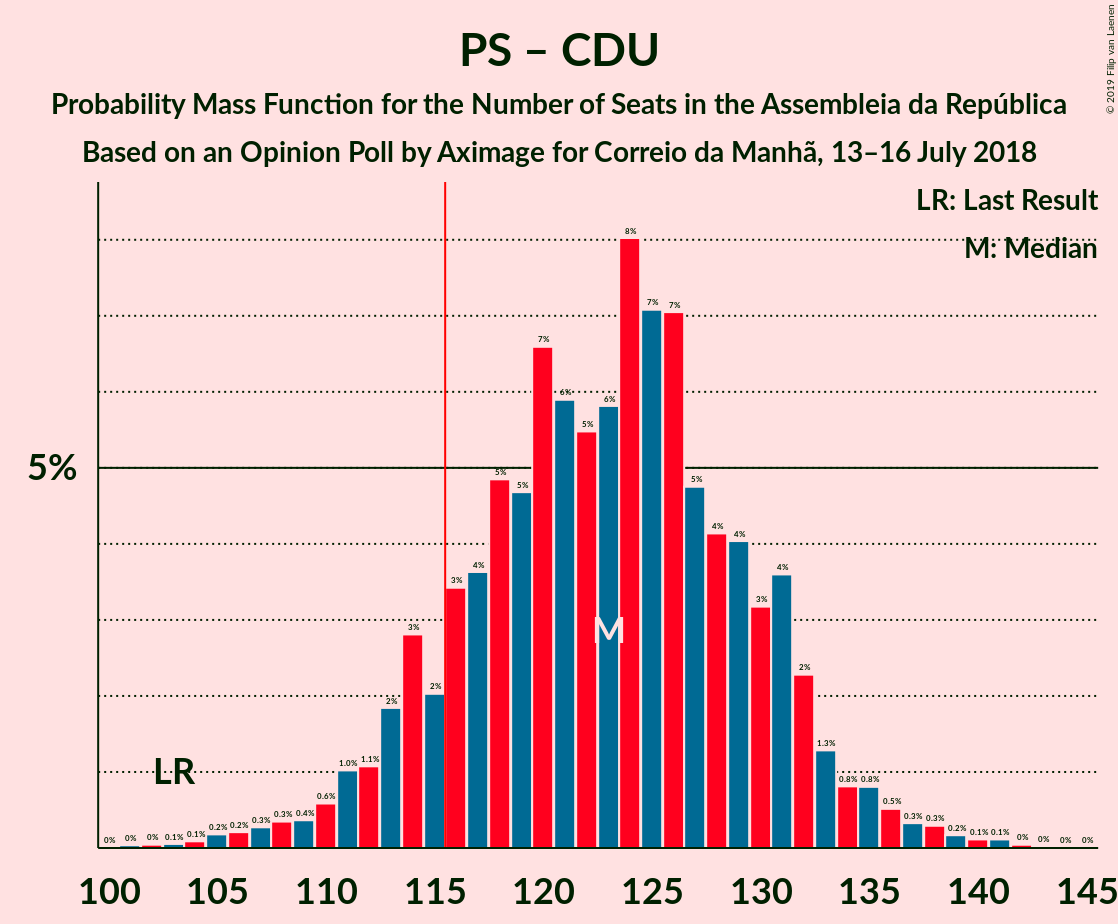 PS – CDU
Probability Mass Function for the Number of Seats in the Assembleia da República
Based on an Opinion Poll by Aximage for Correio da Manhã, 13–16 July 2018
© 2019 Filip van Laenen
LR: Last Result
M: Median
5%
LR
M
0% 0% 0% 0.1% 0.1% 0.2% 0.2% 0.3% 0.3% 0.4% 0.6% 1.0% 1.1% 2% 3% 2% 3% 4% 5% 5% 7% 6% 5% 6% 8% 7% 7% 5% 4% 4% 3% 4% 2% 1.3% 0.8% 0.8% 0.5% 0.3% 0.3% 0.2% 0.1% 0.1% 0% 0% 0% 0%
100 105 110 115 120 125 130 135 140 145